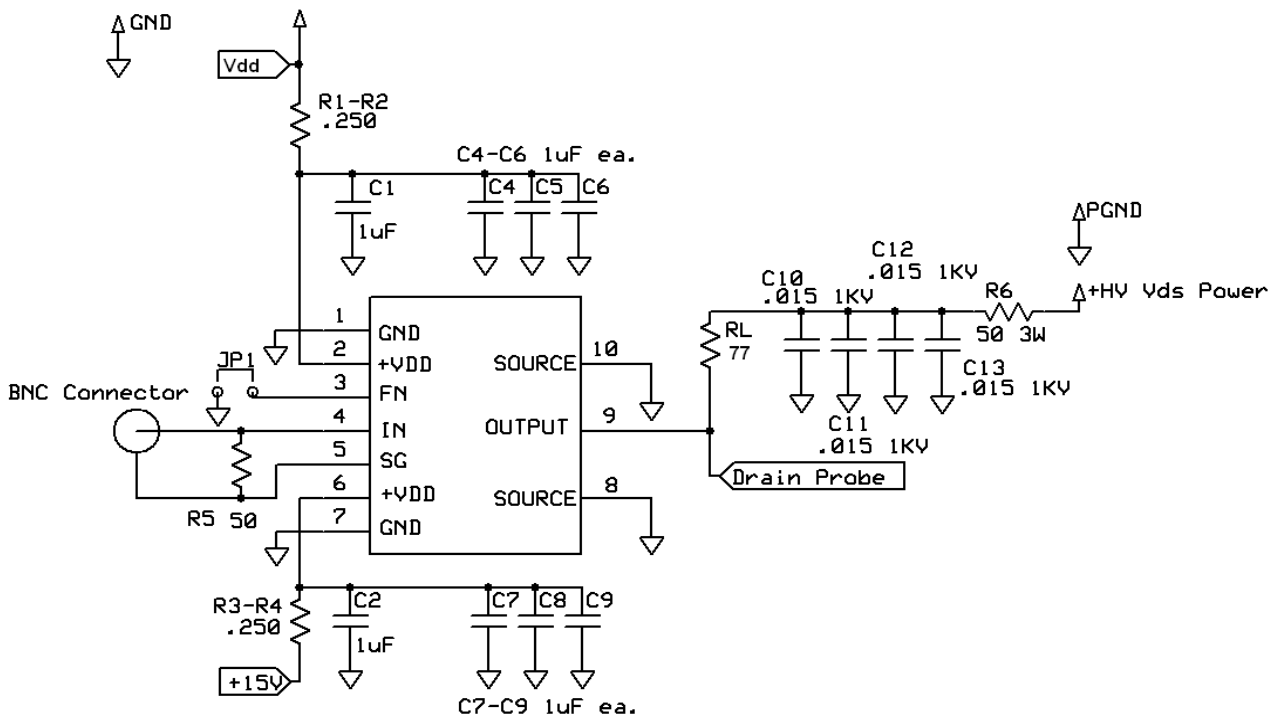 GND
Vdd
R1-R2
.250
C4-C6 1uF ea.
C1
1uF
C4
C5
C6
PGND
+HV Vds Power
C12
.015 1KV
C10
.015 1KV
R6
50 3W
RL
77
C13
.015 1KV
C11
.015 1KV
1
GND
2
+VDD
JP1
3
FN
BNC Connector
4
IN
5
SG
6
+VDD
R5 50
7
GND
SOURCE
10
OUTPUT
9
Drain Probe
SOURCE
8
R3-R4
.250
C2
1uF
C7
C8
C9
+15V
C7-C9 1uF ea.